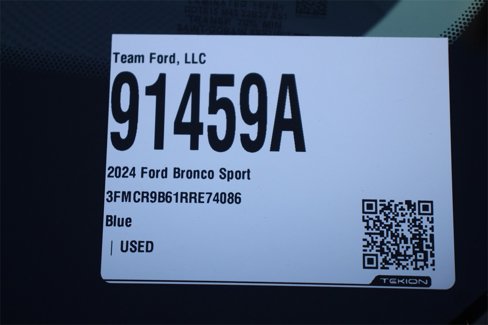 Team Ford, LLC
91459A
2024 Ford Bronco Sport
3FMCR9B61RRE74086
Blue
| USED
TEKION